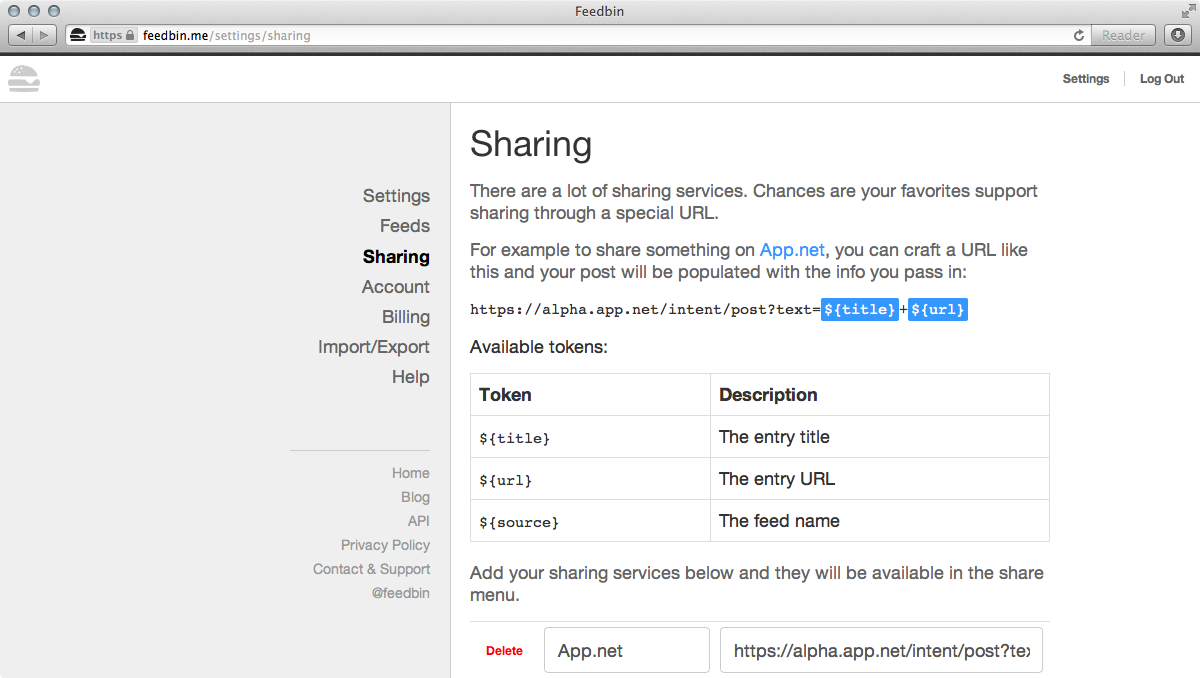 Feedbin
https feedbin.me/settings/sharing Reader
Settings Log Out
Settings
Feeds
Sharing
Account
Billing
Import/Export
Help
Home
Blog
API
Privacy Policy
Contact & Support
@feedbin
Sharing
There are a lot of sharing services. Chances are your favorites support
sharing through a special URL.
For example to share something on App.net, you can craft a URL like
this and your post will be populated with the info you pass in:
https://alpha.app.net/intent/post?text=${title}+${url}
Available tokens:
Token Description
${title} The entry title
${url} The entry URL
${source} The feed name
Add your sharing services below and they will be available in the share
menu.
Delete App.net https://alpha.app.net/intent/post?tex